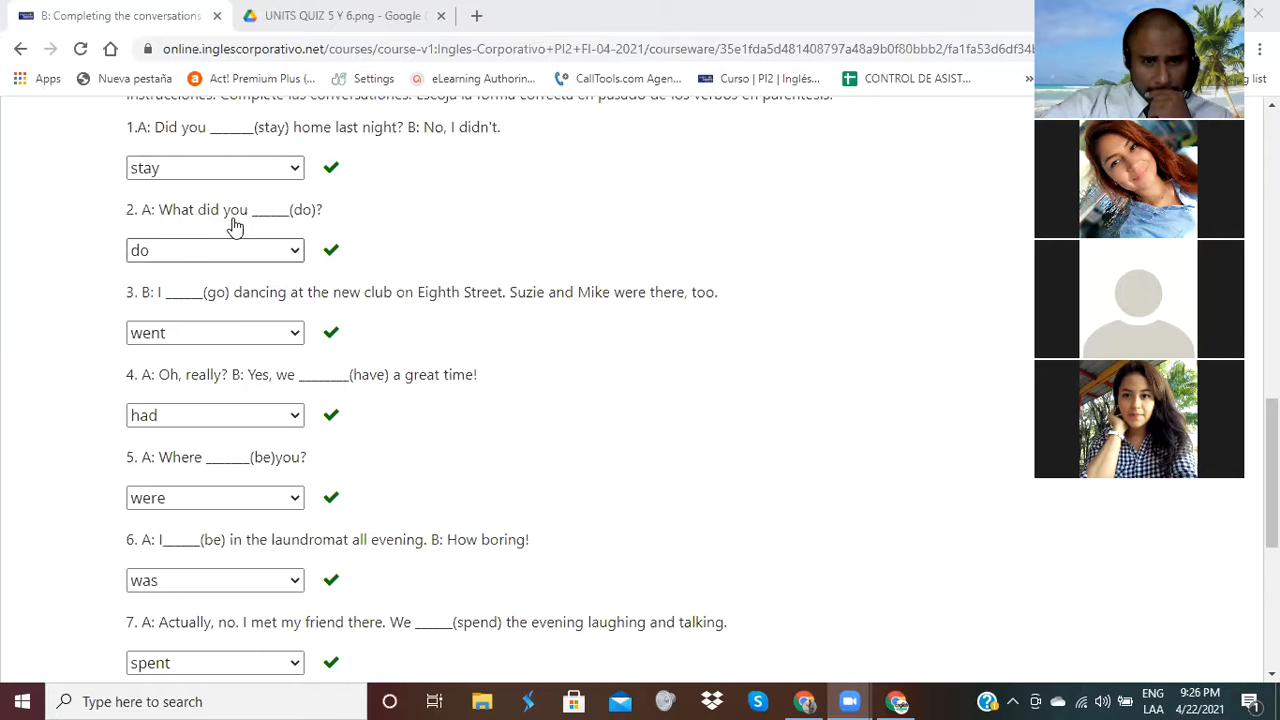 B: Completing the conversations
UNITS QUIZ 5 Y 6.png - Google
online.inglescorporativo.net/courses/course-v1:Ingles-Corporativo+PI2+FI-04-2021/courseware/35e1fda5d481408797a48a9b0f80bbb2/fa1fa53d6df34
Apps Nueva pestaña Act! Premium Plus (... Settings eLearning Authorin... CallTools.com Agen... Curso | PI2 | Inglés... CONTROL DE ASIST... » ng list
Instrucciones: Complete las conversaciones. Escoja la forma correcta en pasado de los verbos en paréntesis.
1.A: Did you _______(stay) home last night? B: No, I didn't.
stay
2. A: What did you ______(do)?
do
3. B: I ______(go) dancing at the new club on Eighth Street. Suzie and Mike were there, too.
went
4. A: Oh, really? B: Yes, we ________(have) a great time!
had
5. A: Where _______(be)you?
were
6. A: I______(be) in the laundromat all evening. B: How boring!
was
7. A: Actually, no. I met my friend there. We ______(spend) the evening laughing and talking.
spent
Type here to search
ENG
LAA
9:26 PM
4/22/2021
1